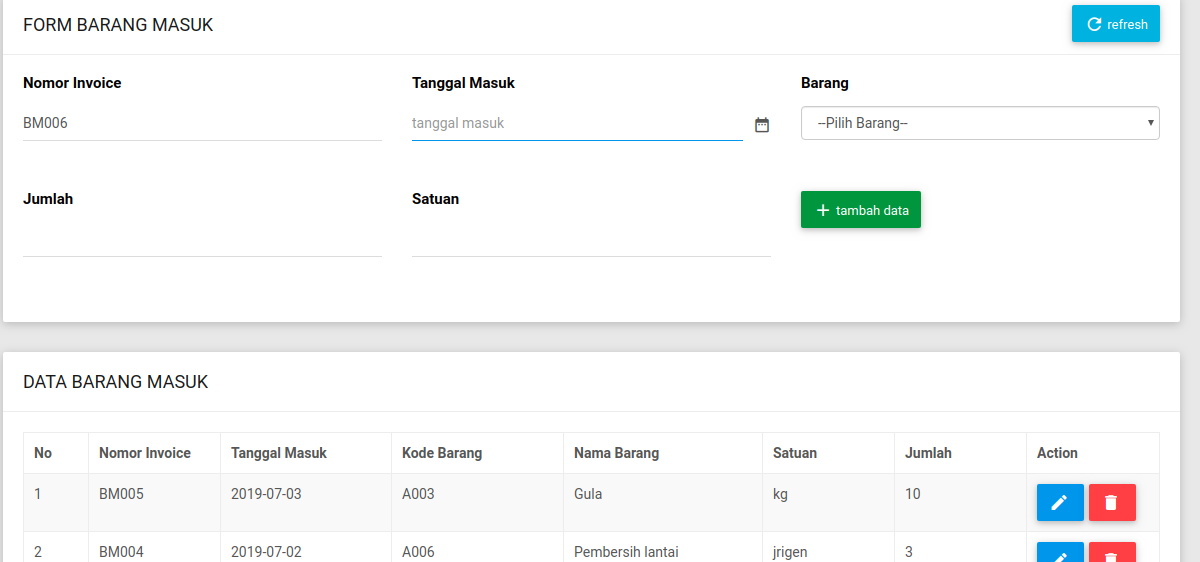 FORM BARANG MASUK
refresh
Nomor Invoice Tanggal Masuk Barang
BM006 tanggal masuk --Pilih Barang--
Jumlah Satuan
tambah data
DATA BARANG MASUK
No Nomor Invoice Tanggal Masuk Kode Barang Nama Barang Satuan Jumlah Action
1 BM005 2019-07-03 A003 Gula kg 10
2 BM004 2019-07-02 A006 Pembersih lantai jrigen 3